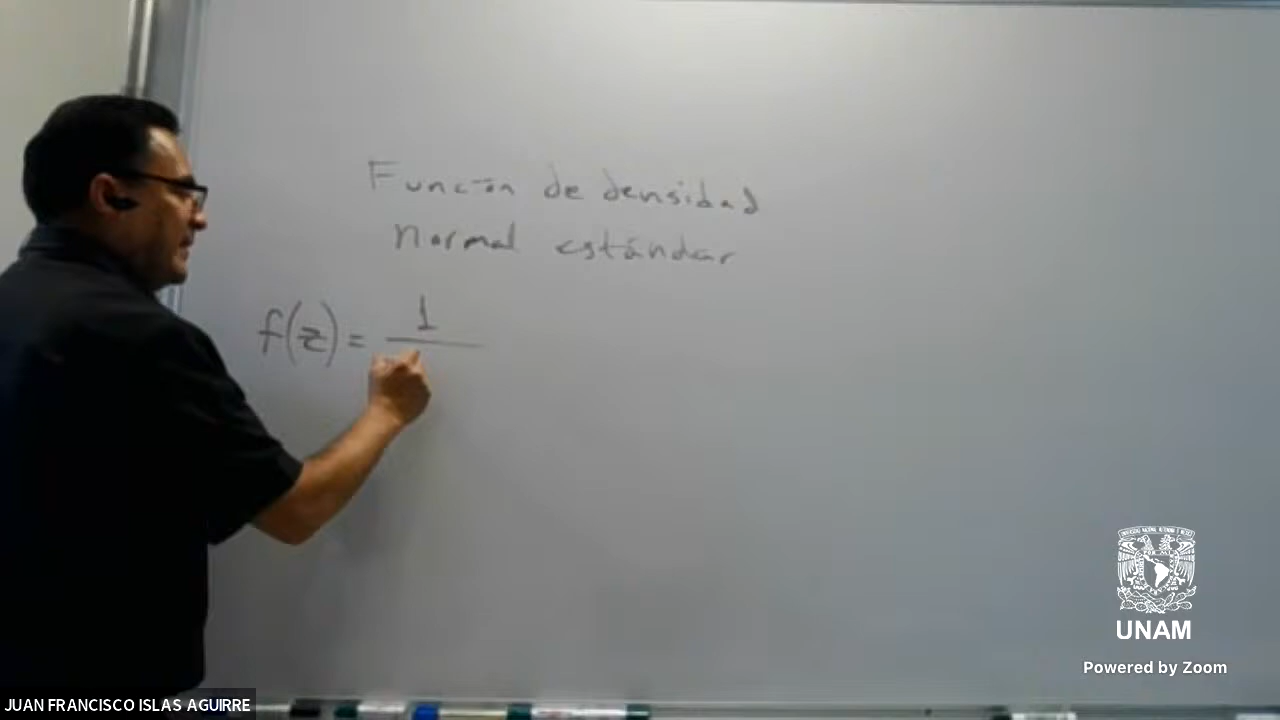 Función de densidad
normal estándar
f(z) = 1
UNAM
Powered by Zoom
JUAN FRANCISCO ISLAS AGUIRRE